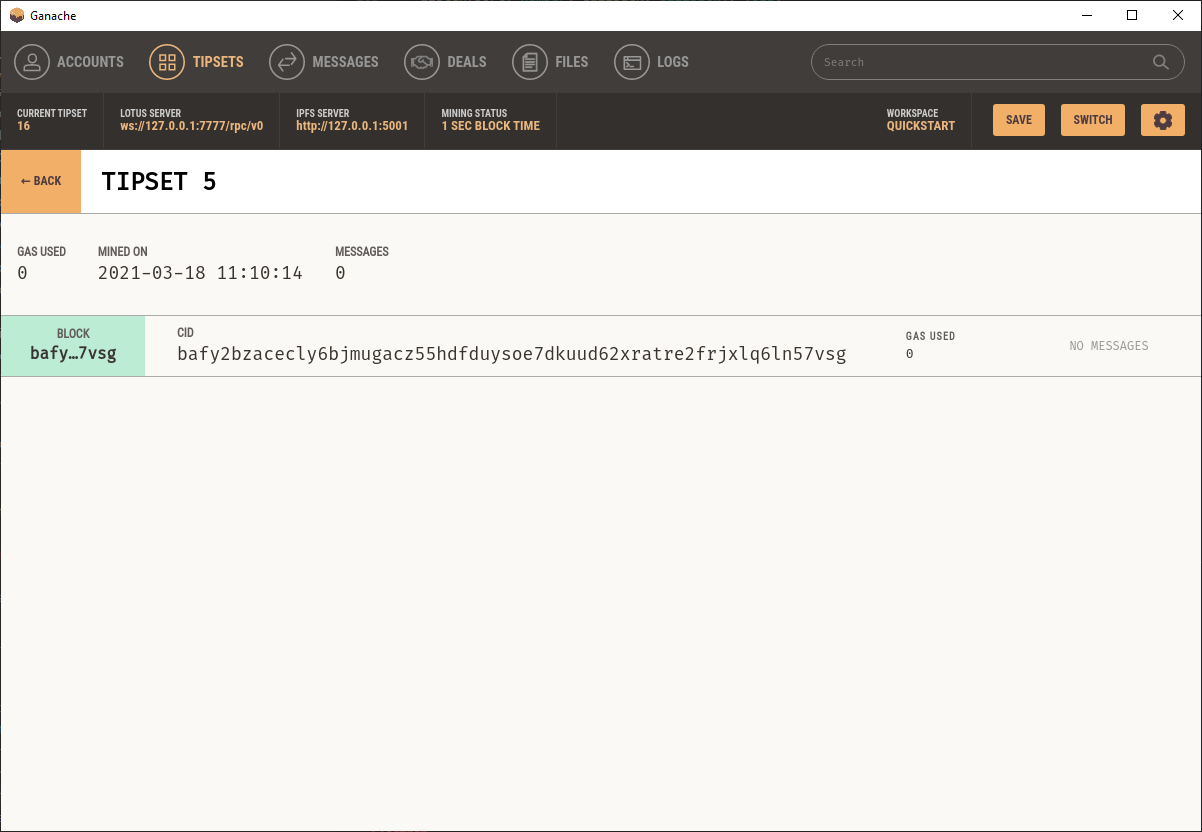 Ganache
ACCOUNTS TIPSETS MESSAGES DEALS FILES LOGS Search
CURRENT TIPSET LOTUS SERVER IPFS SERVER MINING STATUS WORKSPACE
16 ws://127.0.0.1:7777/rpc/v0 http://127.0.0.1:5001 1 SEC BLOCK TIME QUICKSTART SAVE SWITCH
← BACK TIPSET 5
GAS USED MINED ON MESSAGES
0 2021-03-18 11:10:14 0
BLOCK CID GAS USED
bafy…7vsg bafy2bzacecly6bjmugacz55hdfduysoe7dkuud62xratre2frjxlq6ln57vsg 0 NO MESSAGES